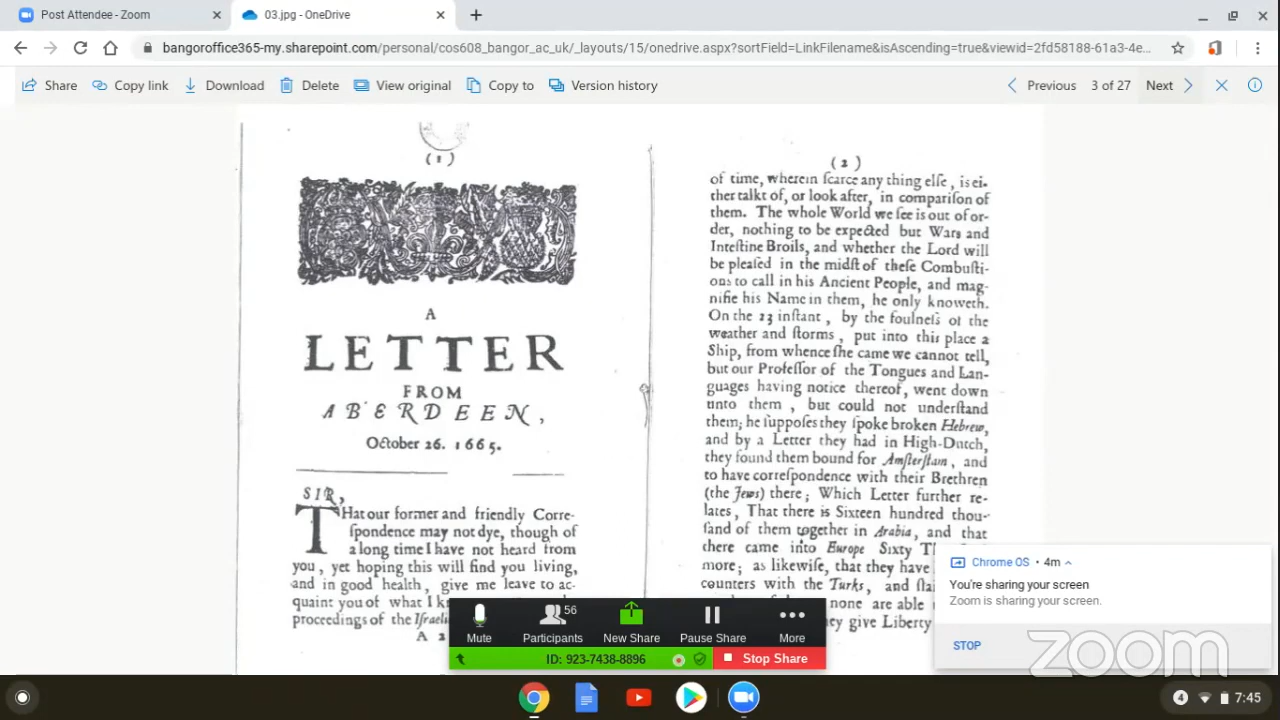 Post Attendee - Zoom
03.jpg - OneDrive
bangoroffice365-my.sharepoint.com/personal/cos608_bangor_ac_uk/_layouts/15/onedrive.aspx?sortField=LinkFilename&isAscending=true&viewid=2fd58188-61a3-4e...
Share Copy link Download Delete View original Copy to Version history Previous 3 of 27 Next
(1)
A
LETTER
FROM
ABERDEEN,
October 26. 1665.
SIR,
THat our former and friendly Corre-
ſpondence may not dye, though of
a long time I have not heard from
you, yet hoping this will find you living,
and in good health, give me leave to ac-
quaint you of what I
proceedings of the
A 2
(2)
of time, wherein ſcarce any thing elſe, is ei-
ther talkt of, or look after, in compariſon of
them. The whole World we ſee is out of or-
der, nothing to be expected but Wars and
Inteſtine Broils, and whether the Lord will
be pleaſed in the midſt of theſe Combuſti-
ons to call in his Ancient People, and mag-
nifie his Name in them, he only knoweth.
On the 23 inſtant, by the foulneſs of the
weather and ſtorms, put into this place a
Ship, from whence ſhe came we cannot tell,
but our Profeſſor of the Tongues and Lan-
guages having notice thereof, went down
unto them, but could not underſtand
them; he ſuppoſes they ſpoke broken Hebrew,
and by a Letter they had in High-Dutch,
they found them bound for Amſterſtam, and
to have correſpondence with their Brethren
(the Jews) there; Which Letter further re-
lates, That there is Sixteen hundred thou-
ſand of them together in Arabia, and that
there came into Europe Sixty
more; as likewiſe, that they have
counters with the Turks, and
none are able
give Liberty
Mute
56
Participants
New Share
Pause Share
More
ID: 923-7438-8896
Stop Share
Chrome OS • 4m
You're sharing your screen
Zoom is sharing your screen.
STOP
zoom
4
7:45